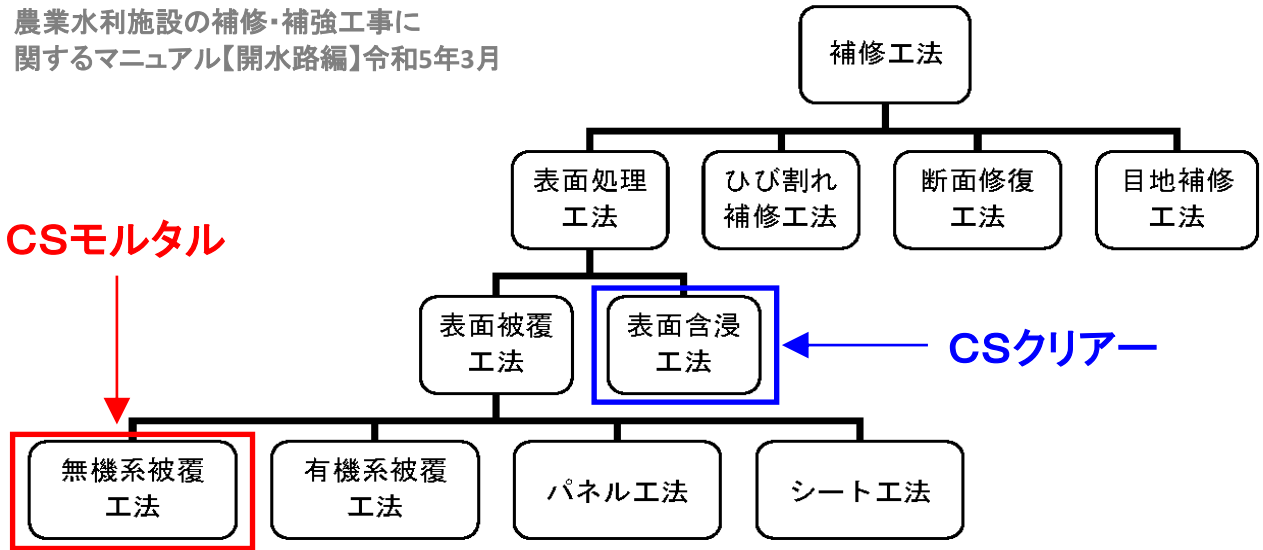 農業水利施設の補修・補強工事に
関するマニュアル【開水路編】令和5年3月
補修工法
表面処理
工法
ひび割れ
補修工法
断面修復
工法
目地補修
工法
CSモルタル
表面被覆
工法
表面含浸
工法
CSクリアー
無機系被覆
工法
有機系被覆
工法
パネル工法
シート工法